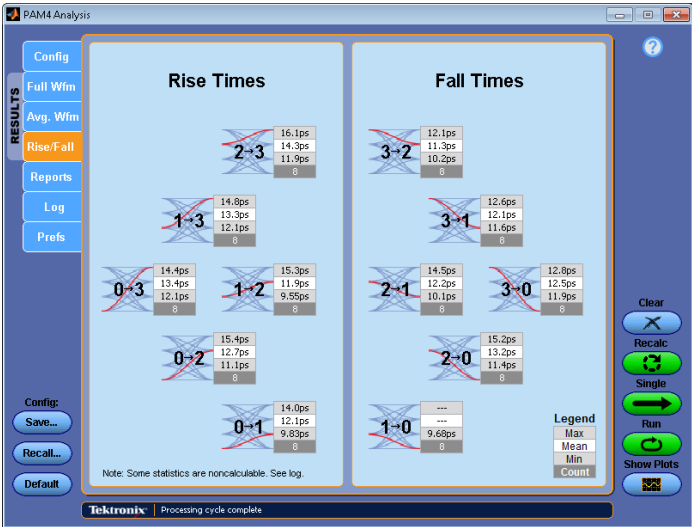 PAM4 Analysis
RESULTS
Config
Full Wfm
Avg. Wfm
Rise/Fall
Reports
Log
Prefs
Config:
Save...
Recall...
Default
Rise Times
2→3
16.1ps
14.3ps
11.9ps
8
1→3
14.8ps
13.3ps
12.1ps
8
0→3
14.4ps
13.4ps
12.1ps
8
1→2
15.3ps
11.9ps
9.55ps
8
0→2
15.4ps
12.7ps
11.1ps
8
0→1
14.0ps
12.1ps
9.83ps
8
Note: Some statistics are noncalculable. See log.
Fall Times
3→2
12.1ps
11.3ps
10.2ps
8
3→1
12.6ps
12.1ps
11.6ps
8
2→1
14.5ps
12.2ps
10.1ps
8
3→0
12.8ps
12.5ps
11.9ps
8
2→0
15.2ps
13.2ps
11.4ps
8
1→0
---
---
9.68ps
8
Legend
Max
Mean
Min
Count
?
Clear
Recalc
Single
Run
Show Plots
Tektronix Processing cycle complete